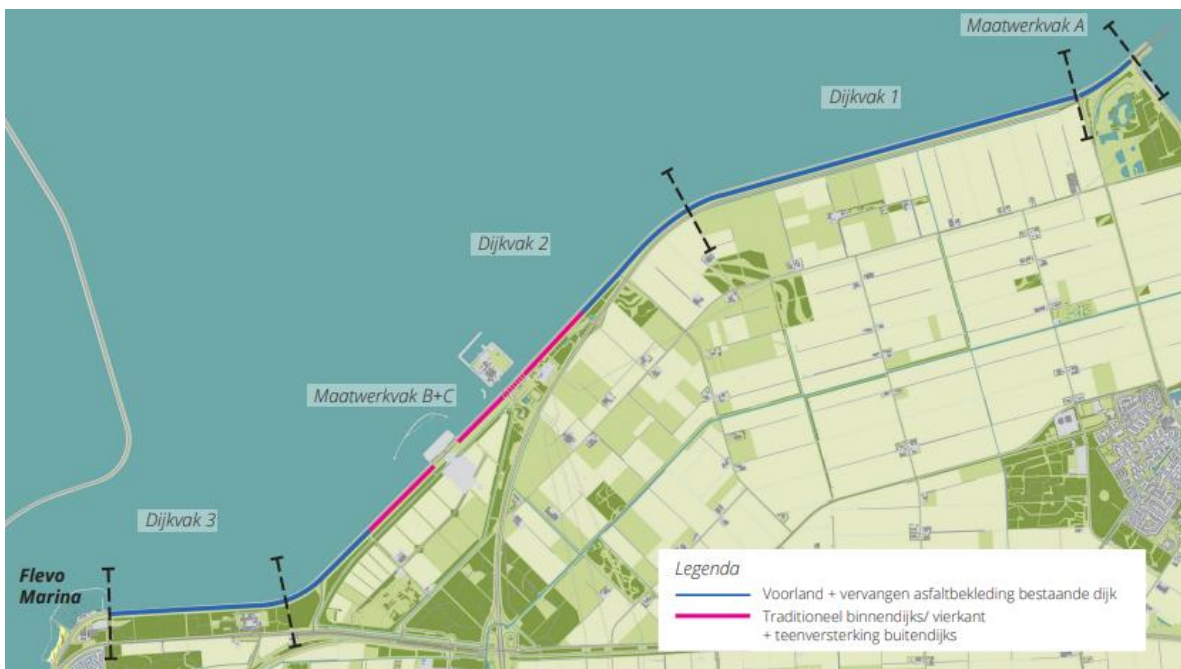 Maatwerkvak A
Dijkvak 1
Dijkvak 2
Maatwerkvak B+C
Dijkvak 3
Flevo
Marina
Legenda
Voorland + vervangen asfaltbekleding bestaande dijk
Traditioneel binnendijks/ vierkant
+ teenversterking buitendijks